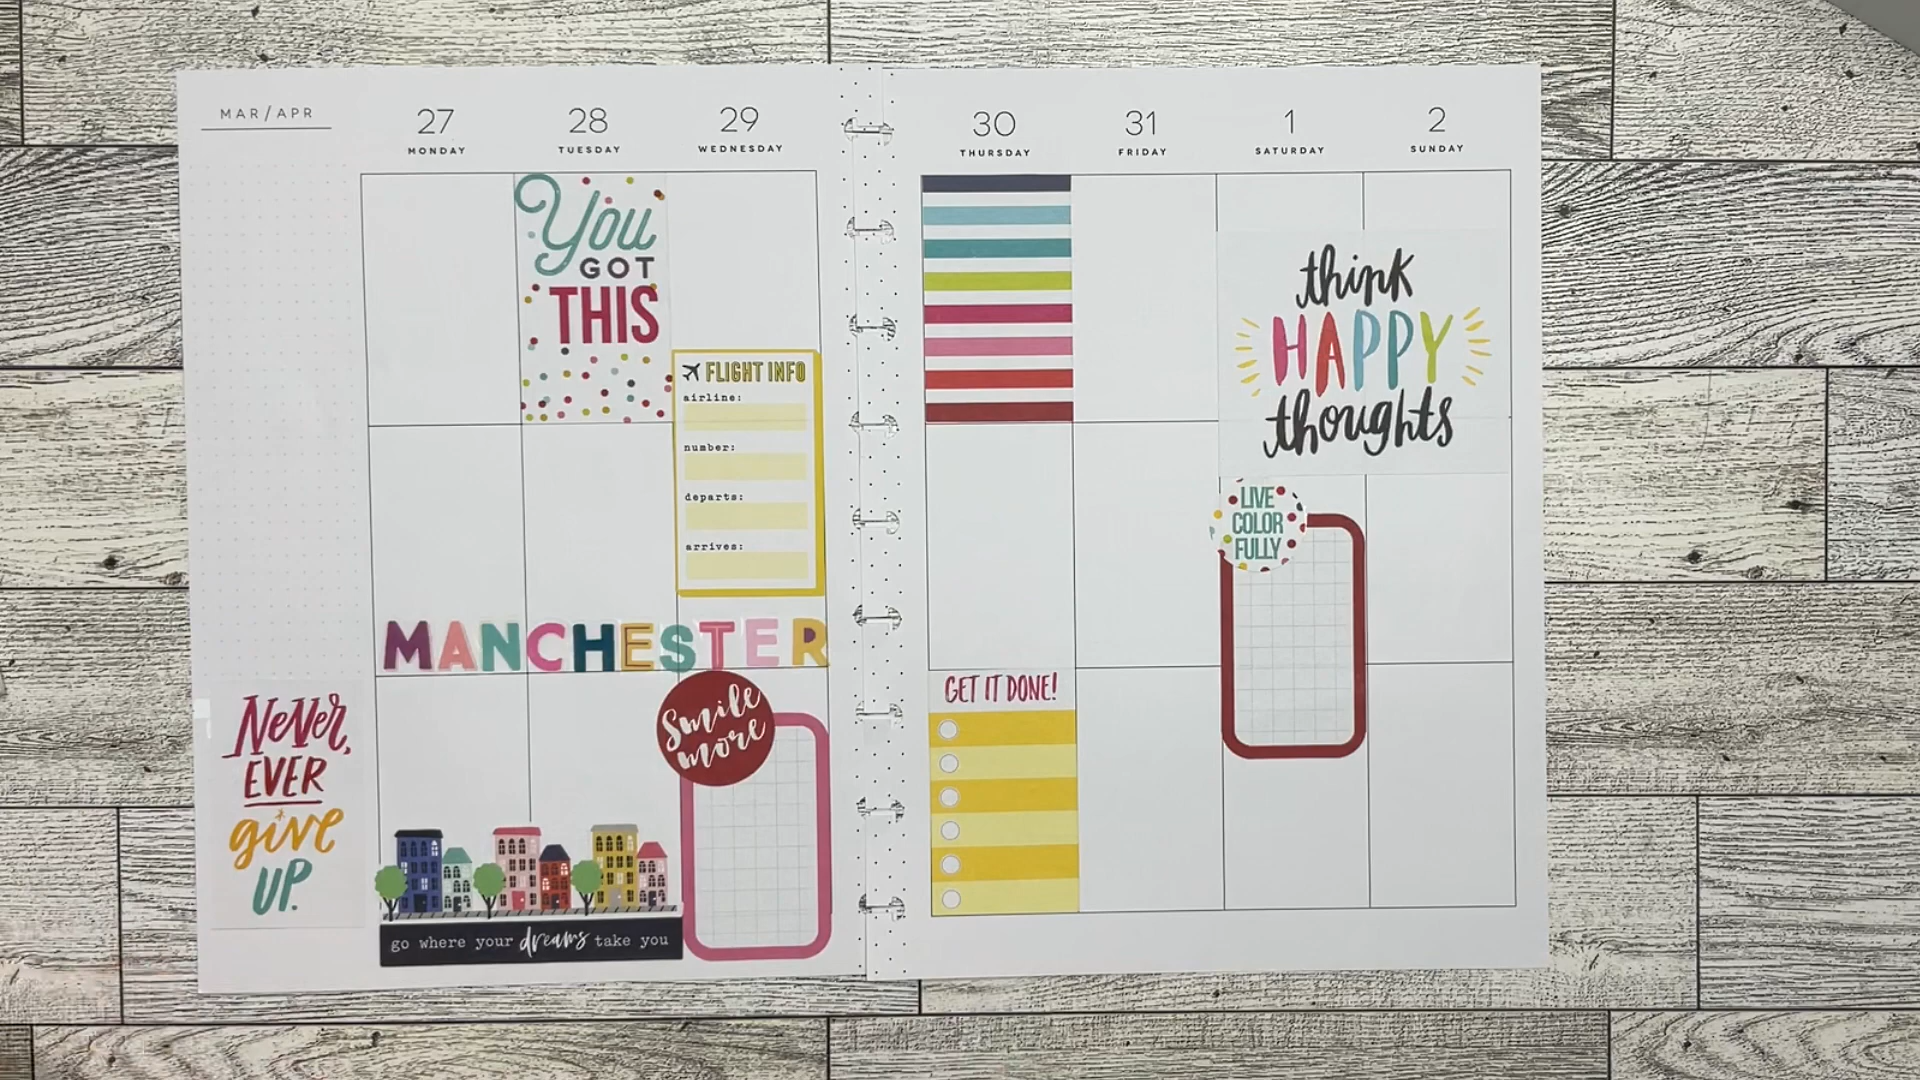 MAR/APR
27
MONDAY
28
TUESDAY
29
WEDNESDAY
30
THURSDAY
31
FRIDAY
1
SATURDAY
2
SUNDAY
You
GOT
THIS
FLIGHT INFO
airline:
number:
departs:
arrives:
MANCHESTER
NEVER,
EVER
give
UP.
Smile
more
go where your dreams take you
think
HAPPY
thoughts
LIVE
COLOR
FULLY
GET IT DONE!